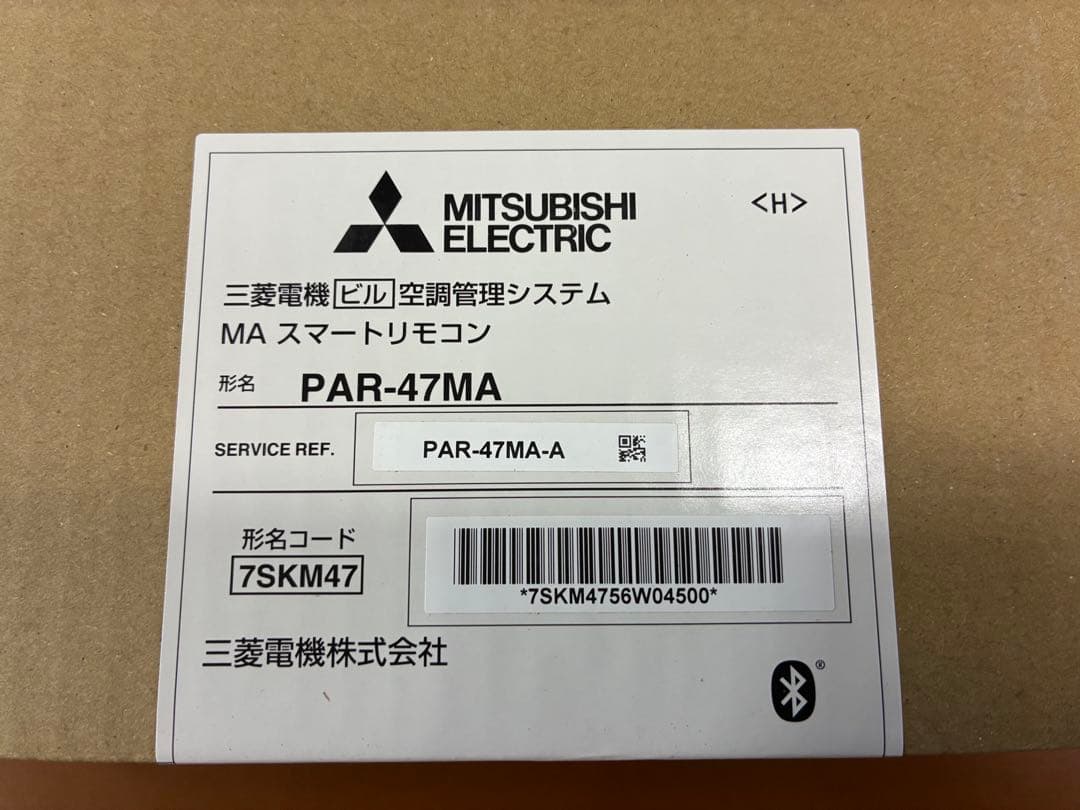 MITSUBISHI
ELECTRIC
<H>
三菱電機 ビル 空調管理システム
MA スマートリモコン
形名 PAR-47MA
SERVICE REF. PAR-47MA-A
形名コード
7SKM47
*7SKM4756W04500*
三菱電機株式会社
®